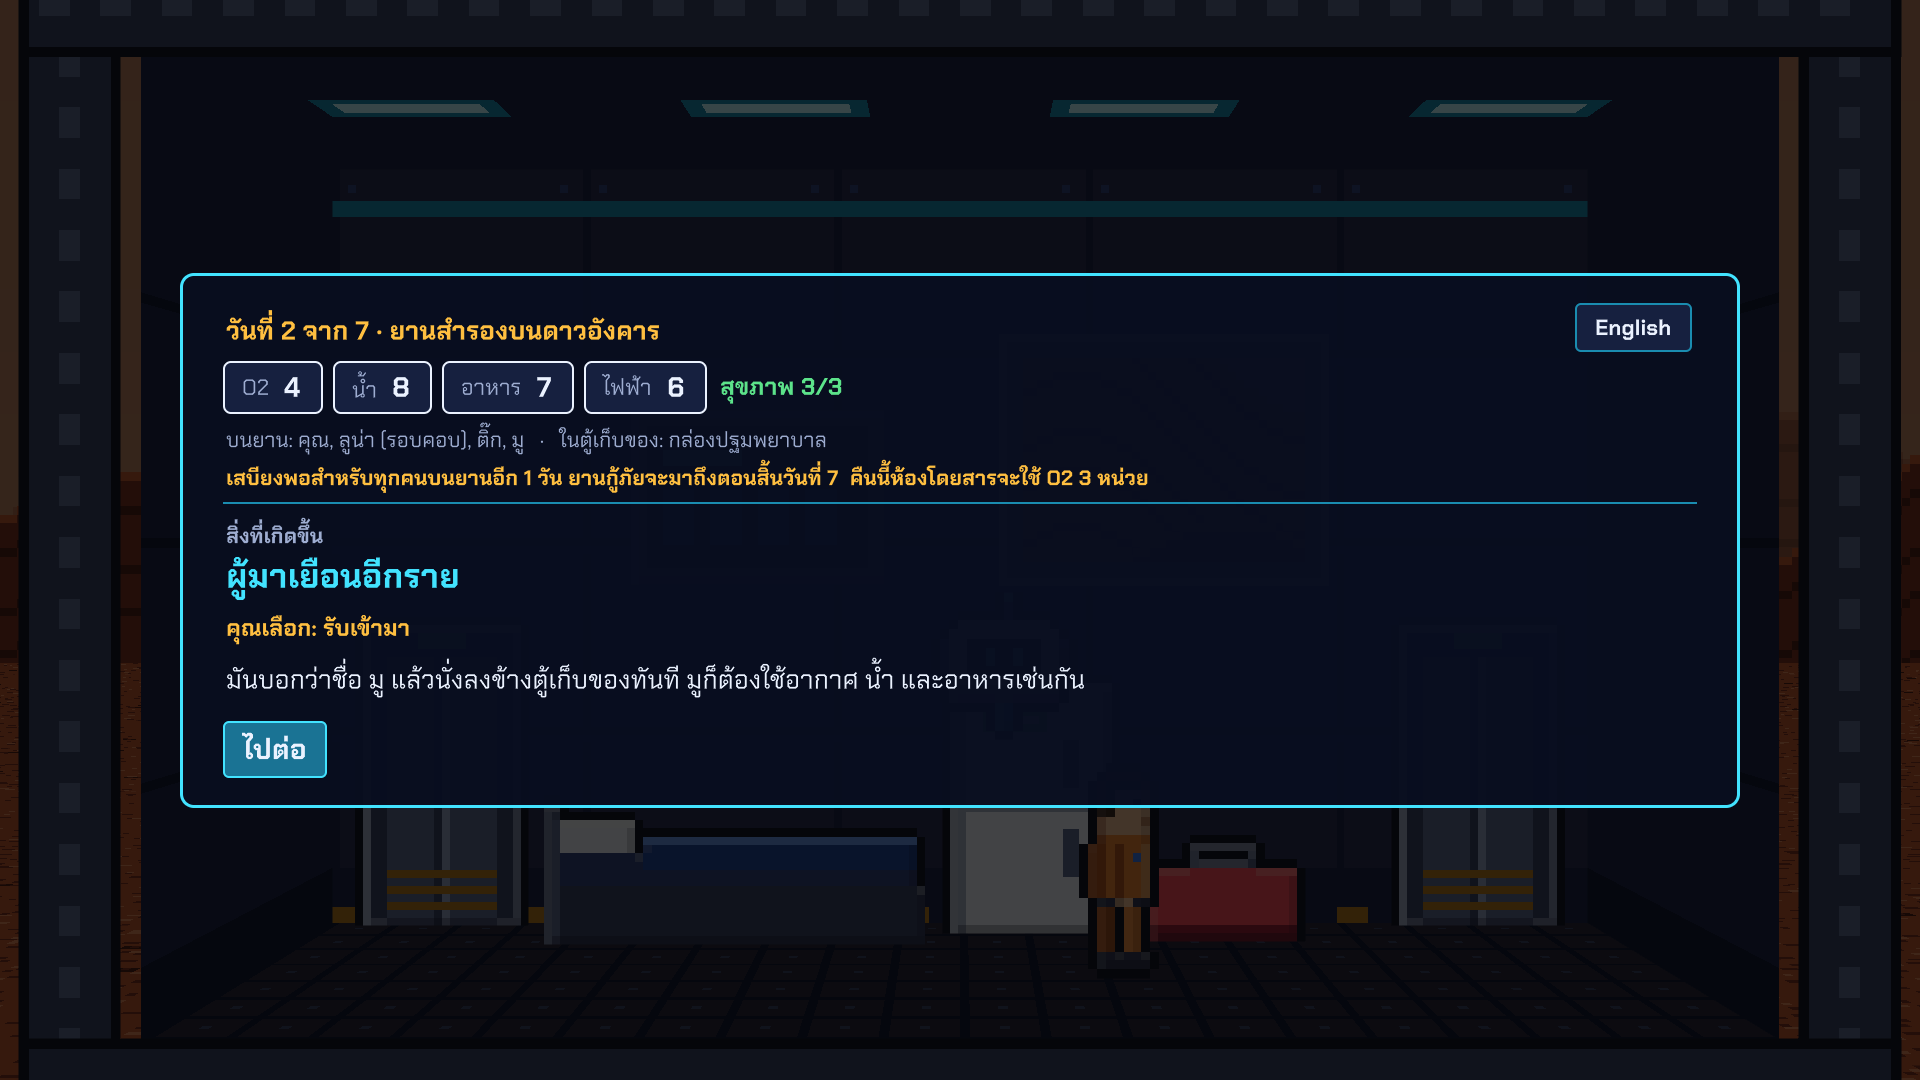 วันที่ 2 จาก 7 · ยานสำรองบนดาวอังคาร
English
O2 4 น้ำ 8 อาหาร 7 ไฟฟ้า 6 สุขภาพ 3/3
บนยาน: คุณ, ลูน่า (รอบคอบ), ติ๊ก, มู · ในตู้เก็บของ: กล่องปฐมพยาบาล
เสบียงพอสำหรับทุกคนบนยานอีก 1 วัน ยานกู้ภัยจะมาถึงตอนสิ้นวันที่ 7 คืนนี้ห้องโดยสารจะใช้ O2 3 หน่วย
สิ่งที่เกิดขึ้น
ผู้มาเยือนอีกราย
คุณเลือก: รับเข้ามา
มันบอกว่าชื่อ มู แล้วนั่งลงข้างตู้เก็บของทันที มูก็ต้องใช้อากาศ น้ำ และอาหารเช่นกัน
ไปต่อ